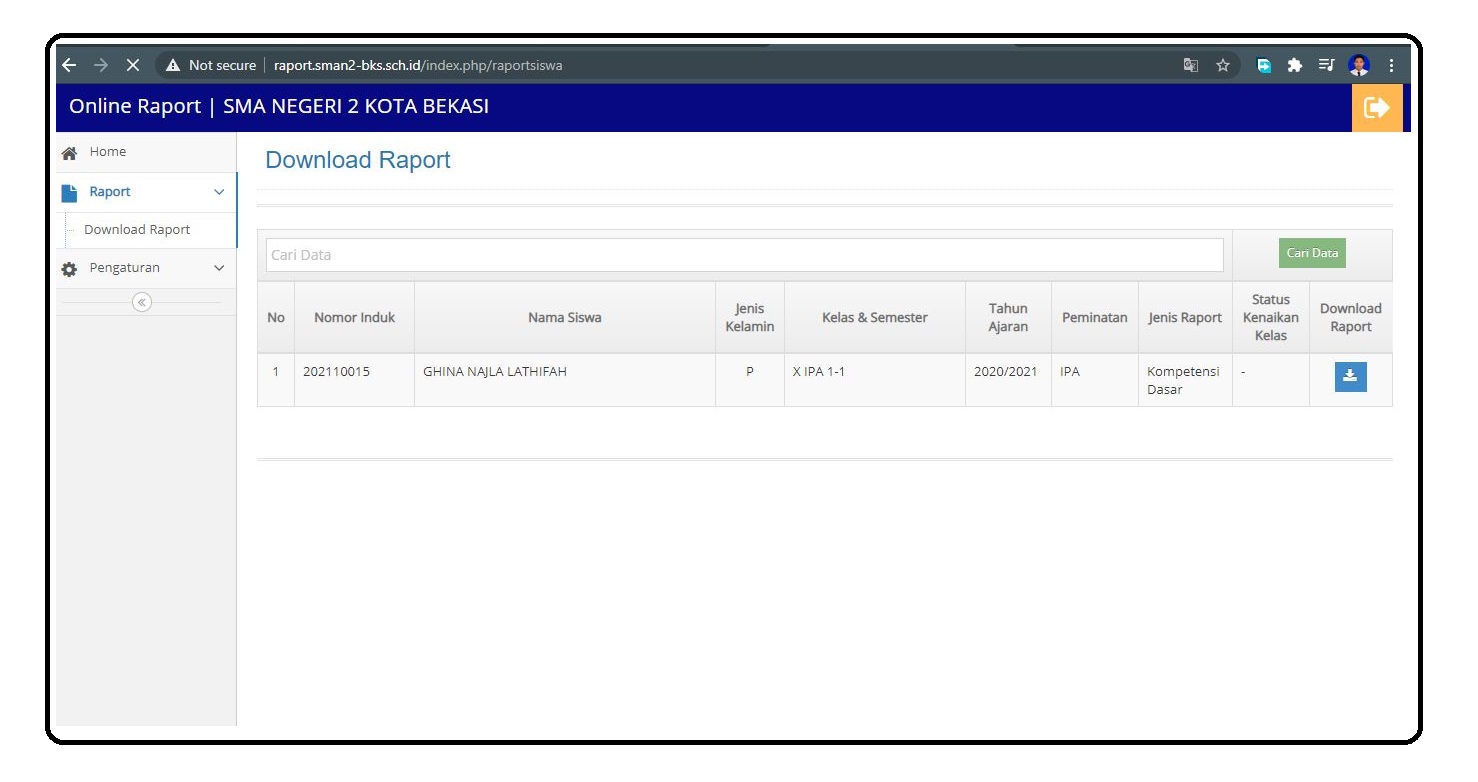 Not secure | raport.sman2-bks.sch.id/index.php/raportsiswa
Online Raport | SMA NEGERI 2 KOTA BEKASI
Home
Raport
Download Raport
Pengaturan
Download Raport
Cari Data
Cari Data
No
Nomor Induk
Nama Siswa
Jenis
Kelamin
Kelas & Semester
Tahun
Ajaran
Peminatan
Jenis Raport
Status
Kenaikan
Kelas
Download
Raport
1
202110015
GHINA NAJLA LATHIFAH
P
X IPA 1-1
2020/2021
IPA
Kompetensi
Dasar
-